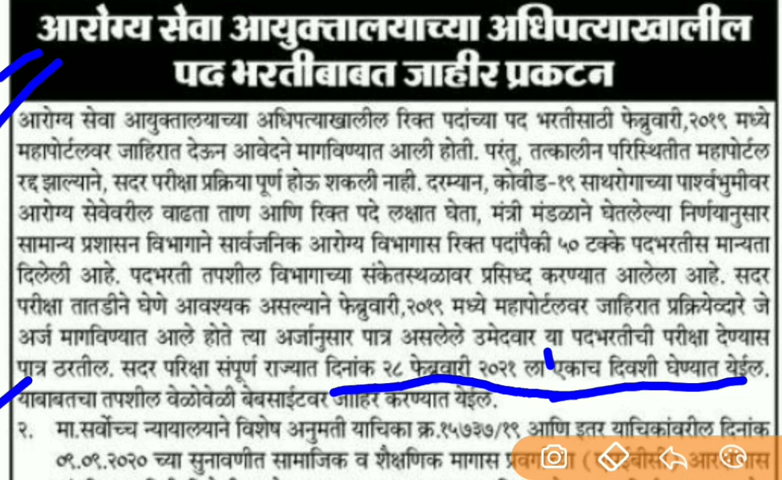 आरोग्य सेवा आयुक्तालयाच्या अधिपत्याखालील
पद भरतीबाबत जाहीर प्रकटन
आरोग्य सेवा आयुक्तालयाच्या अधिपत्याखालील रिक्त पदांच्या पद भरतीसाठी फेब्रुवारी,२०१९ मध्ये
महापोर्टलवर जाहिरात देऊन आवेदने मागविण्यात आली होती. परंतू, तत्कालीन परिस्थितीत महापोर्टल
रद्द झाल्याने, सदर परीक्षा प्रक्रिया पूर्ण होऊ शकली नाही. दरम्यान, कोवीड-१९ साथरोगाच्या पार्श्वभुमीवर
आरोग्य सेवेवरील वाढता ताण आणि रिक्त पदे लक्षात घेता, मंत्री मंडळाने घेतलेल्या निर्णयानुसार
सामान्य प्रशासन विभागाने सार्वजनिक आरोग्य विभागास रिक्त पदांपैकी ५० टक्के पदभरतीस मान्यता
दिलेली आहे. पदभरती तपशील विभागाच्या संकेतस्थळावर प्रसिध्द करण्यात आलेला आहे. सदर
परीक्षा तातडीने घेणे आवश्यक असल्याने फेब्रुवारी,२०१९ मध्ये महापोर्टलवर जाहिरात प्रक्रियेव्दारे जे
अर्ज मागविण्यात आले होते त्या अर्जानुसार पात्र असलेले उमेदवार या पदभरतीची परीक्षा देण्यास
पात्र ठरतील. सदर परिक्षा संपूर्ण राज्यात दिनांक २८ फेब्रुवारी २०२१ ला एकाच दिवशी घेण्यात येईल.
याबाबतचा तपशील वेळोवेळी वेबसाईटवर जाहिर करण्यात येईल.
२. मा.सर्वोच्च न्यायालयाने विशेष अनुमती याचिका क्र.१५७३७/१९ आणि इतर याचिकांवरील दिनांक
०९.०९.२०२० च्या सुनावणीत सामाजिक व शैक्षणिक मागास